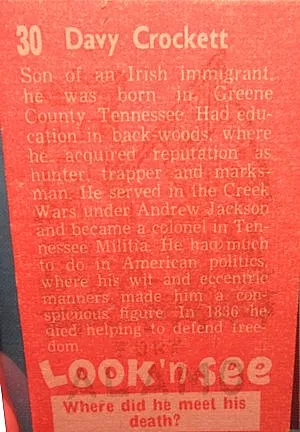 30 Davy Crockett
Son of an Irish immigrant,
he was born in Greene
County, Tennessee. Had edu-
cation in back-woods, where
he acquired reputation as
hunter, trapper and marks-
man. He served in the Creek
Wars under Andrew Jackson
and became a colonel in Ten-
nessee Militia. He had much
to do in American politics,
where his wit and eccentric
manners made him a con-
spicuous figure. In 1836 he
died helping to defend free-
dom.
FORT
ALAMO
LOOK 'n SEE
Where did he meet his
death?